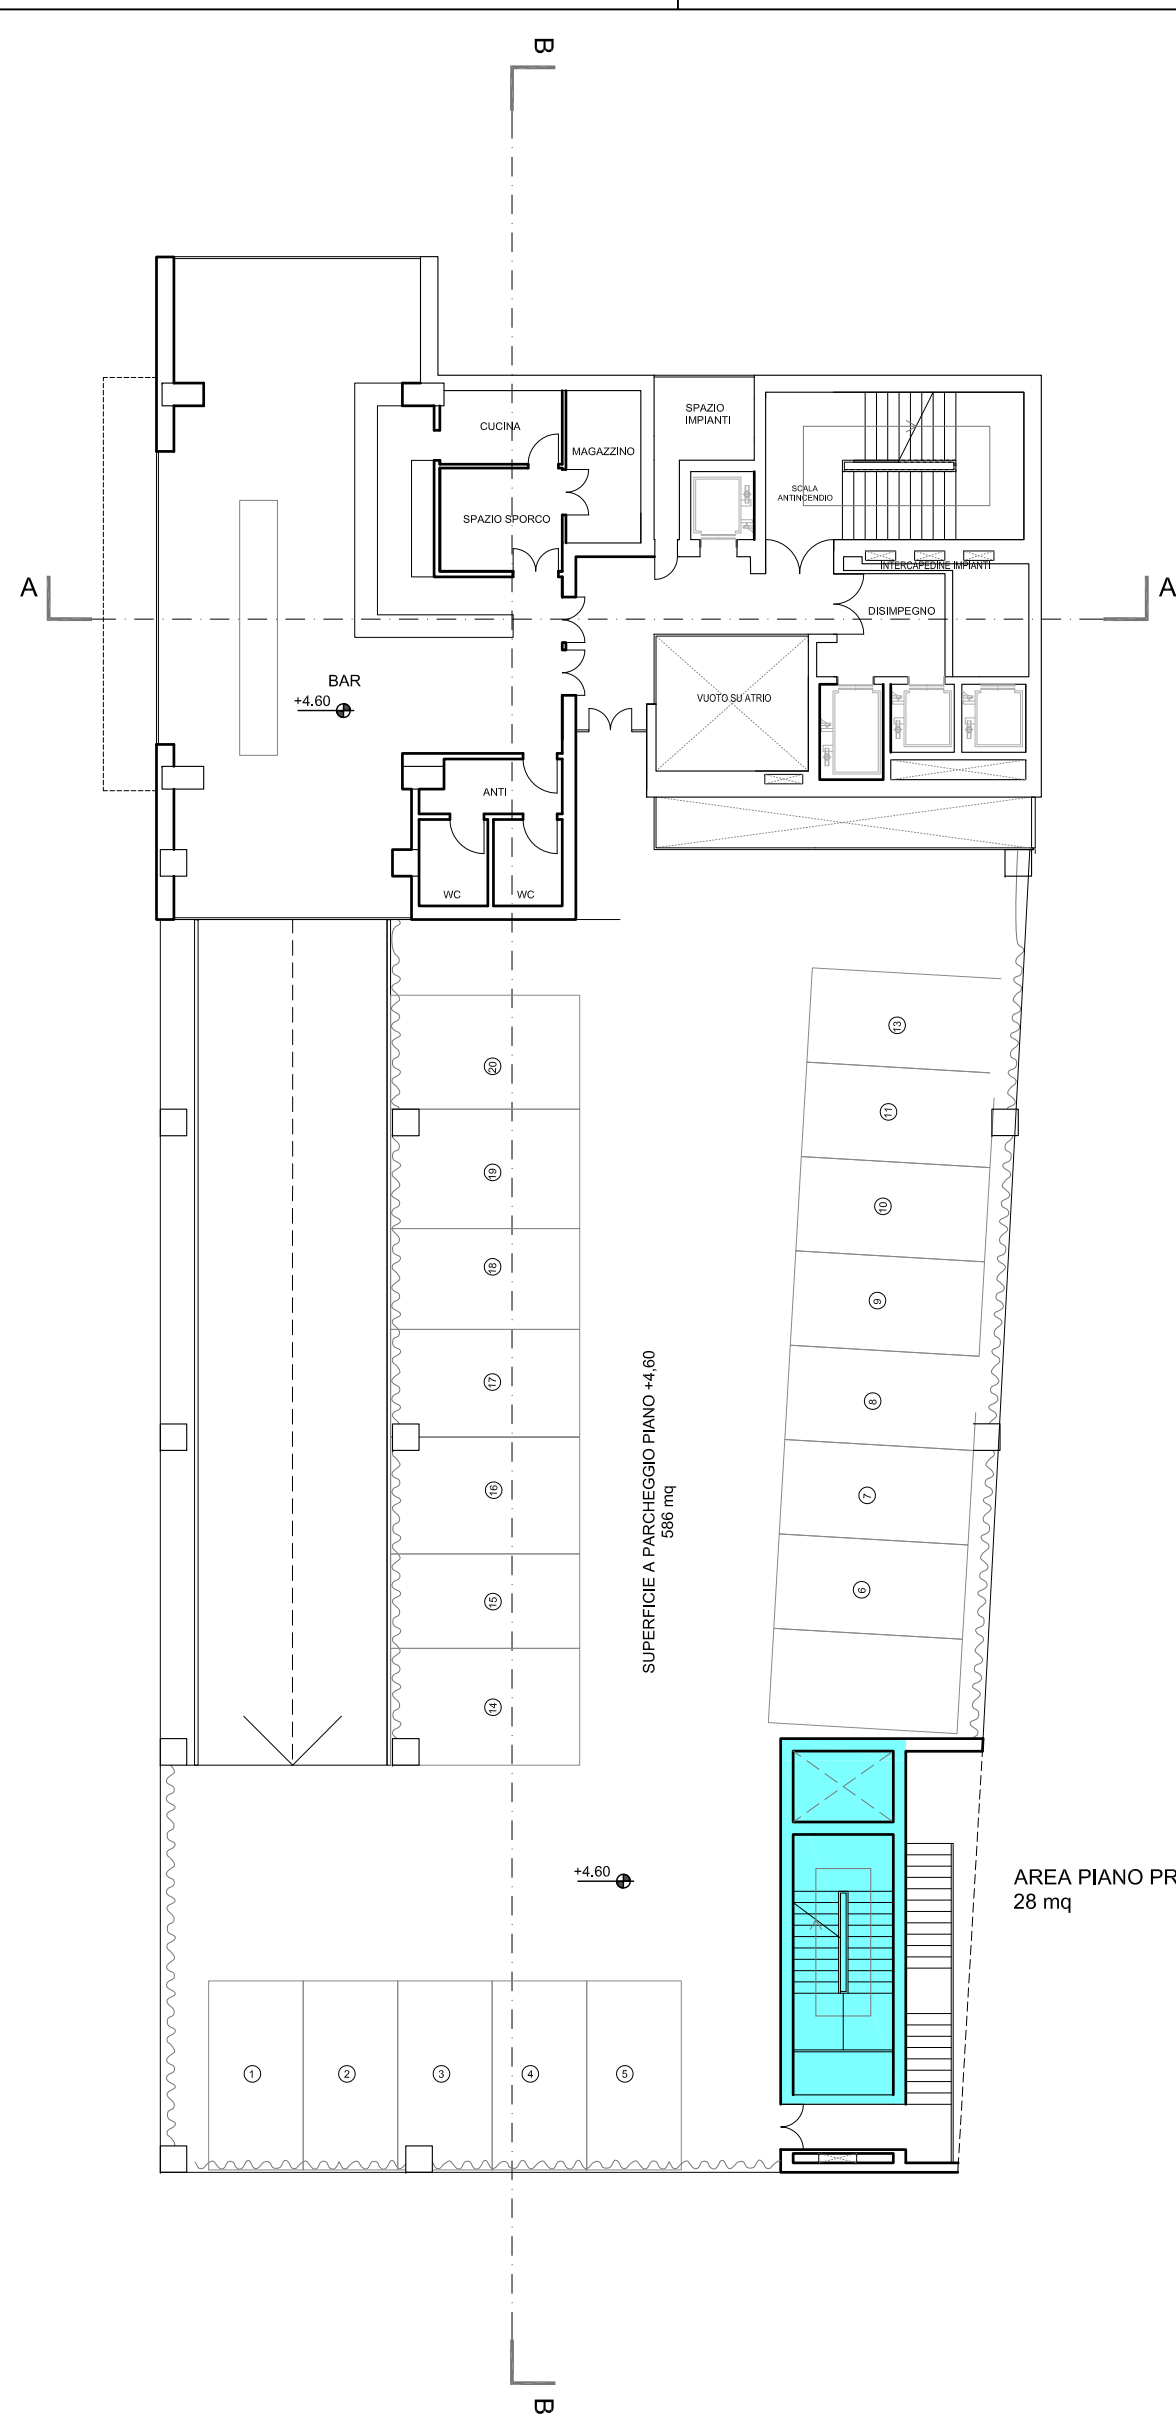 B
CUCINA
MAGAZZINO
SPAZIO
IMPIANTI
SCALA
ANTINCENDIO
SPAZIO SPORCO
INTERCAPEDINE IMPIANTI
A
A
DISIMPEGNO
BAR
+4.60
VUOTO SU ATRIO
ANTI
WC
WC
20
19
18
17
16
15
14
13
11
10
9
8
7
6
SUPERFICIE A PARCHEGGIO PIANO +4,60
586 mq
+4.60
AREA PIANO PR
28 mq
1
2
3
4
5
B